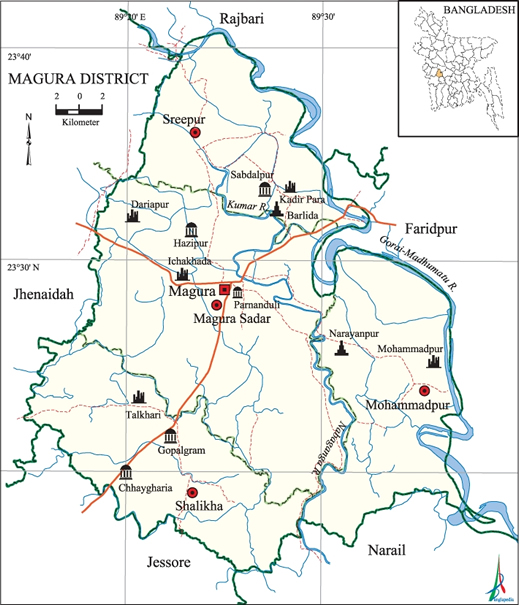 89°20' E
Rajbari
89°30'
BANGLADESH
23°40'
MAGURA DISTRICT
2 0 2
Kilometer
N
Sreepur
Sabdalpur
Kadir Para
Dariapur
Kumar R.
Barlida
Hazipur
Faridpur
Gorai-Madhumati R.
Ichakhada
23°30' N
Jhenaidah
Magura
Parnanduli
Magura Sadar
Narayanpur
Mohammadpur
Mohammadpur
Talkhari
Nabaganga R.
Gopalgram
Chhaygharia
Shalikha
Narail
Jessore
Banglapedia